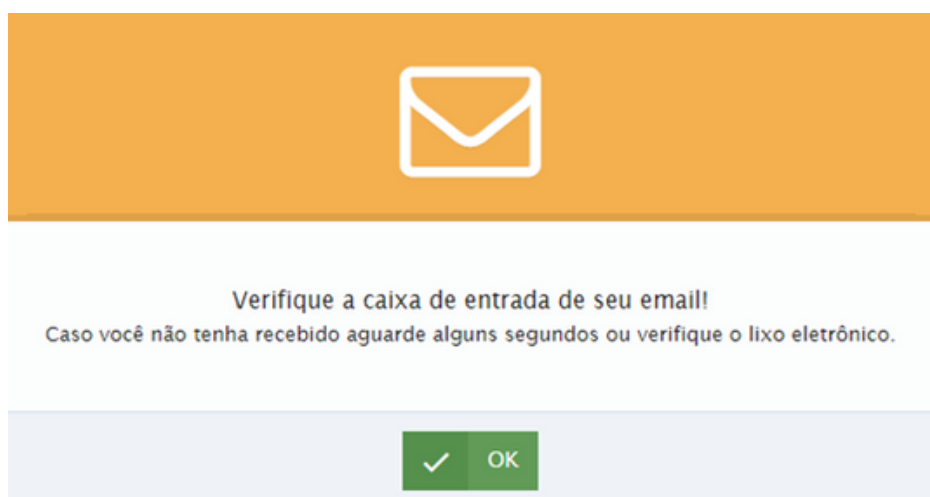 Verifique a caixa de entrada de seu email!
Caso você não tenha recebido aguarde alguns segundos ou verifique o lixo eletrônico.
OK